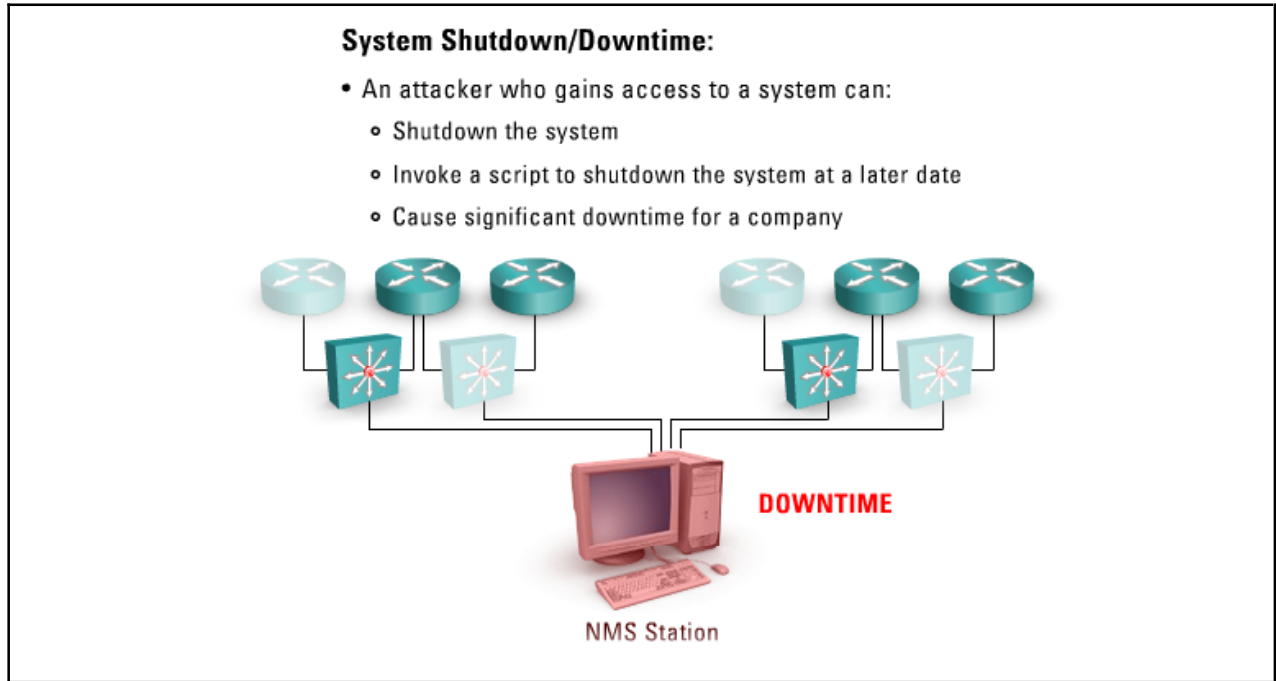 System Shutdown/Downtime:
• An attacker who gains access to a system can:
∘ Shutdown the system
∘ Invoke a script to shutdown the system at a later date
∘ Cause significant downtime for a company
DOWNTIME
NMS Station